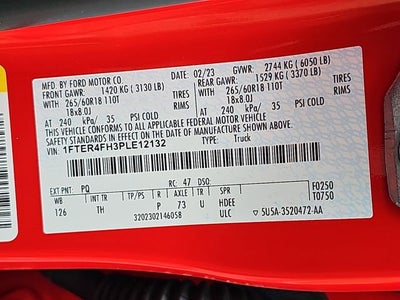 MFD. BY FORD MOTOR CO.
DATE: 02/23 GVWR: 2744 KG ( 6050 LB)
FRONT GAWR: 1420 KG ( 3130 LB) REAR GAWR: 1529 KG ( 3370 LB)
WITH TIRES WITH TIRES
265/60R18 110T RIMS 265/60R18 110T RIMS
18x8.0J 18x8.0J
AT 240 kPa/ 35 PSI COLD AT 240 kPa/ 35 PSI COLD
THIS VEHICLE CONFORMS TO ALL APPLICABLE FEDERAL MOTOR VEHICLE
SAFETY STANDARDS IN EFFECT ON THE DATE OF MANUFACTURE SHOWN ABOVE.
VIN: 1FTER4FH3PLE12132
TYPE: Truck
EXT PNT: PQ RC: 47 DSO: F0250
WB INT TR TP/PS R AXLE TR SPR T0750
126 TH P 73 U HDEE
320230214605B ULC 5U5A-3520472-AA